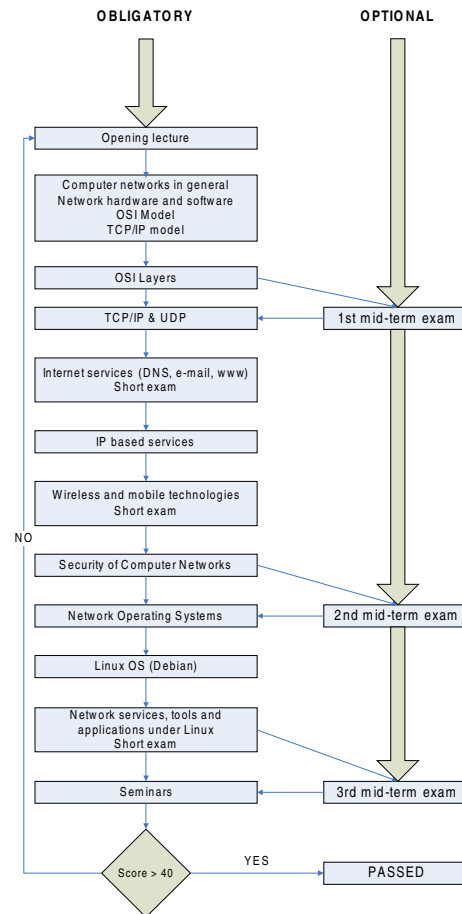 OBLIGATORY
OPTIONAL
Opening lecture
Computer networks in general
Network hardware and software
OSI Model
TCP/IP model
OSI Layers
TCP/IP & UDP
1st mid-term exam
Internet services (DNS, e-mail, www)
Short exam
IP based services
Wireless and mobile technologies
Short exam
NO
Security of Computer Networks
Network Operating Systems
2nd mid-term exam
Linux OS (Debian)
Network services, tools and
applications under Linux
Short exam
Seminars
3rd mid-term exam
Score > 40
YES
PASSED